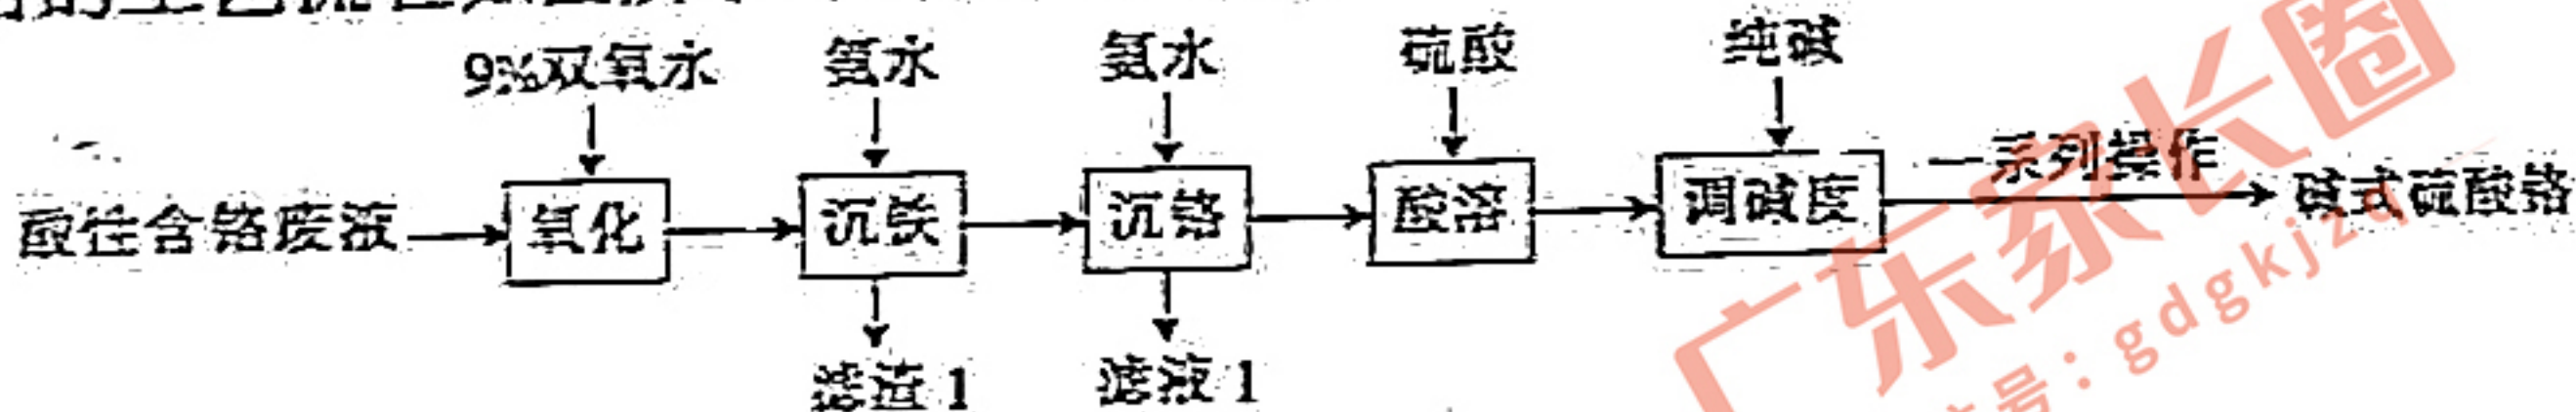 9%双氧水
氨水
氨水
硫酸
纯碱
酸性含铬废液
氧化
沉铁
沉铬
酸溶
调碱度
一系列操作
碱式硫酸铬
滤渣1
滤液1
广东家长圈
号：gdgkjzq